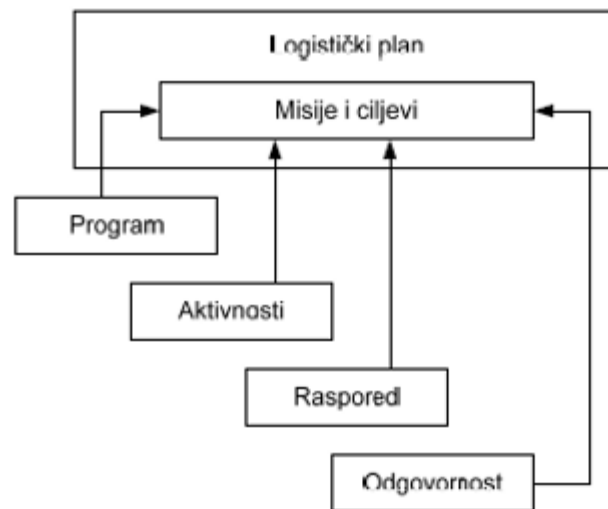 Logistički plan
Misije i ciljevi
Program
Aktivnosti
Raspored
Odgovornost